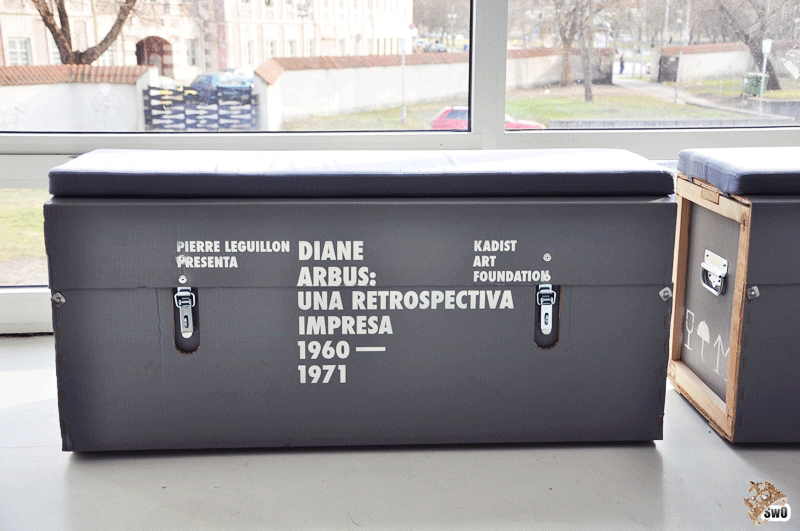 PIERRE LEGUILLON
PRESENTA
DIANE
ARBUS:
UNA RETROSPECTIVA
IMPRESA
1960 —
1971
KADIST
ART
FOUNDATION
SWO